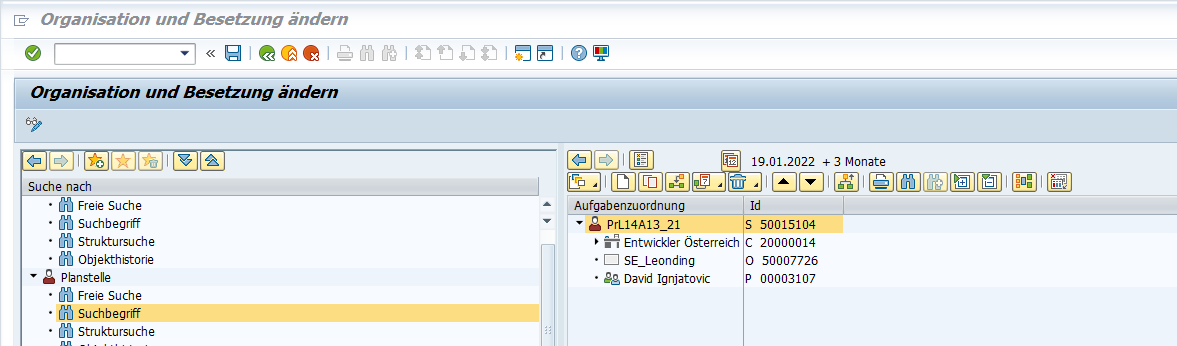 Organisation und Besetzung ändern
Organisation und Besetzung ändern
19.01.2022 + 3 Monate
Suche nach
Freie Suche
Suchbegriff
Struktursuche
Objekthistorie
Planstelle
Freie Suche
Suchbegriff
Struktursuche
Aufgabenzuordnung Id
PrL14A13_21 S 50015104
Entwickler Österreich C 20000014
SE_Leonding O 50007726
David Ignjatovic P 00003107